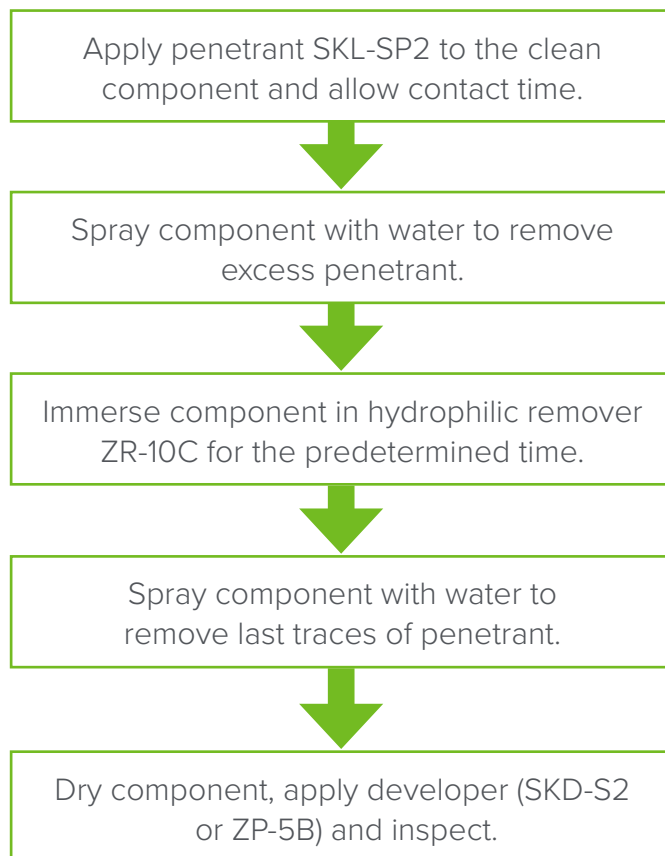 Apply penetrant SKL-SP2 to the clean
component and allow contact time.
Spray component with water to remove
excess penetrant.
Immerse component in hydrophilic remover
ZR-10C for the predetermined time.
Spray component with water to
remove last traces of penetrant.
Dry component, apply developer (SKD-S2
or ZP-5B) and inspect.